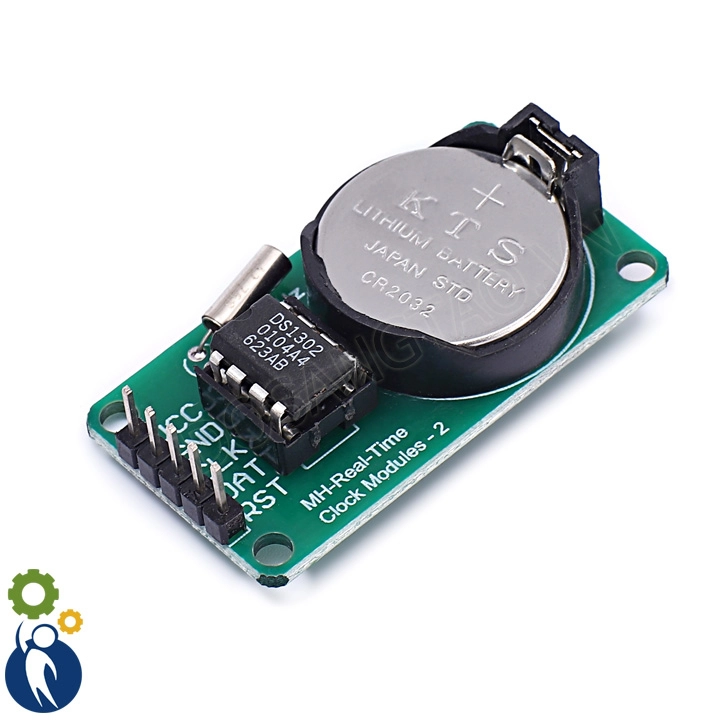 +
KTS
LITHIUM BATTERY
JAPAN STD
CR2032
DS1302
0104A4
623AB
VCC
GND
CLK
DAT
RST
MH-Real-Time
Clock Modules - 2